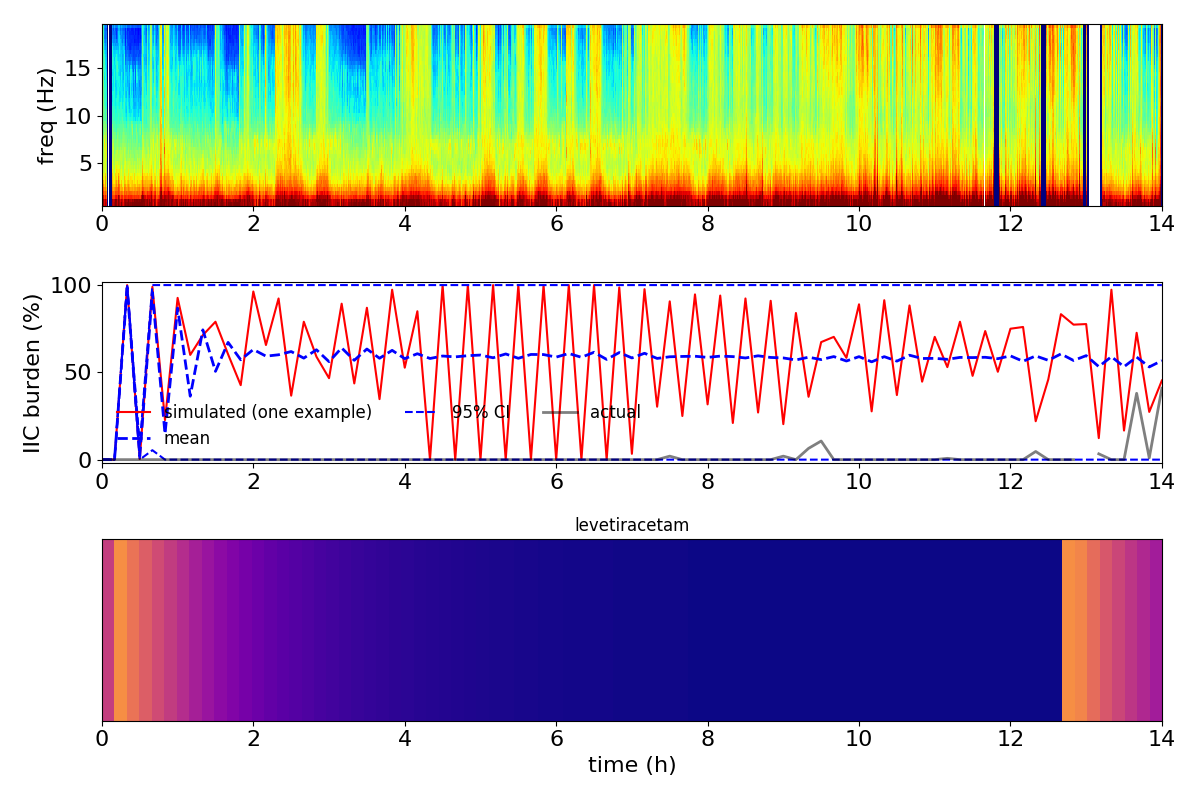 freq (Hz)
15
10
5
0 2 4 6 8 10 12 14
IIC burden (%)
100
50
0
simulated (one example) 95% CI actual
mean
0 2 4 6 8 10 12 14
levetiracetam
0 2 4 6 8 10 12 14
time (h)